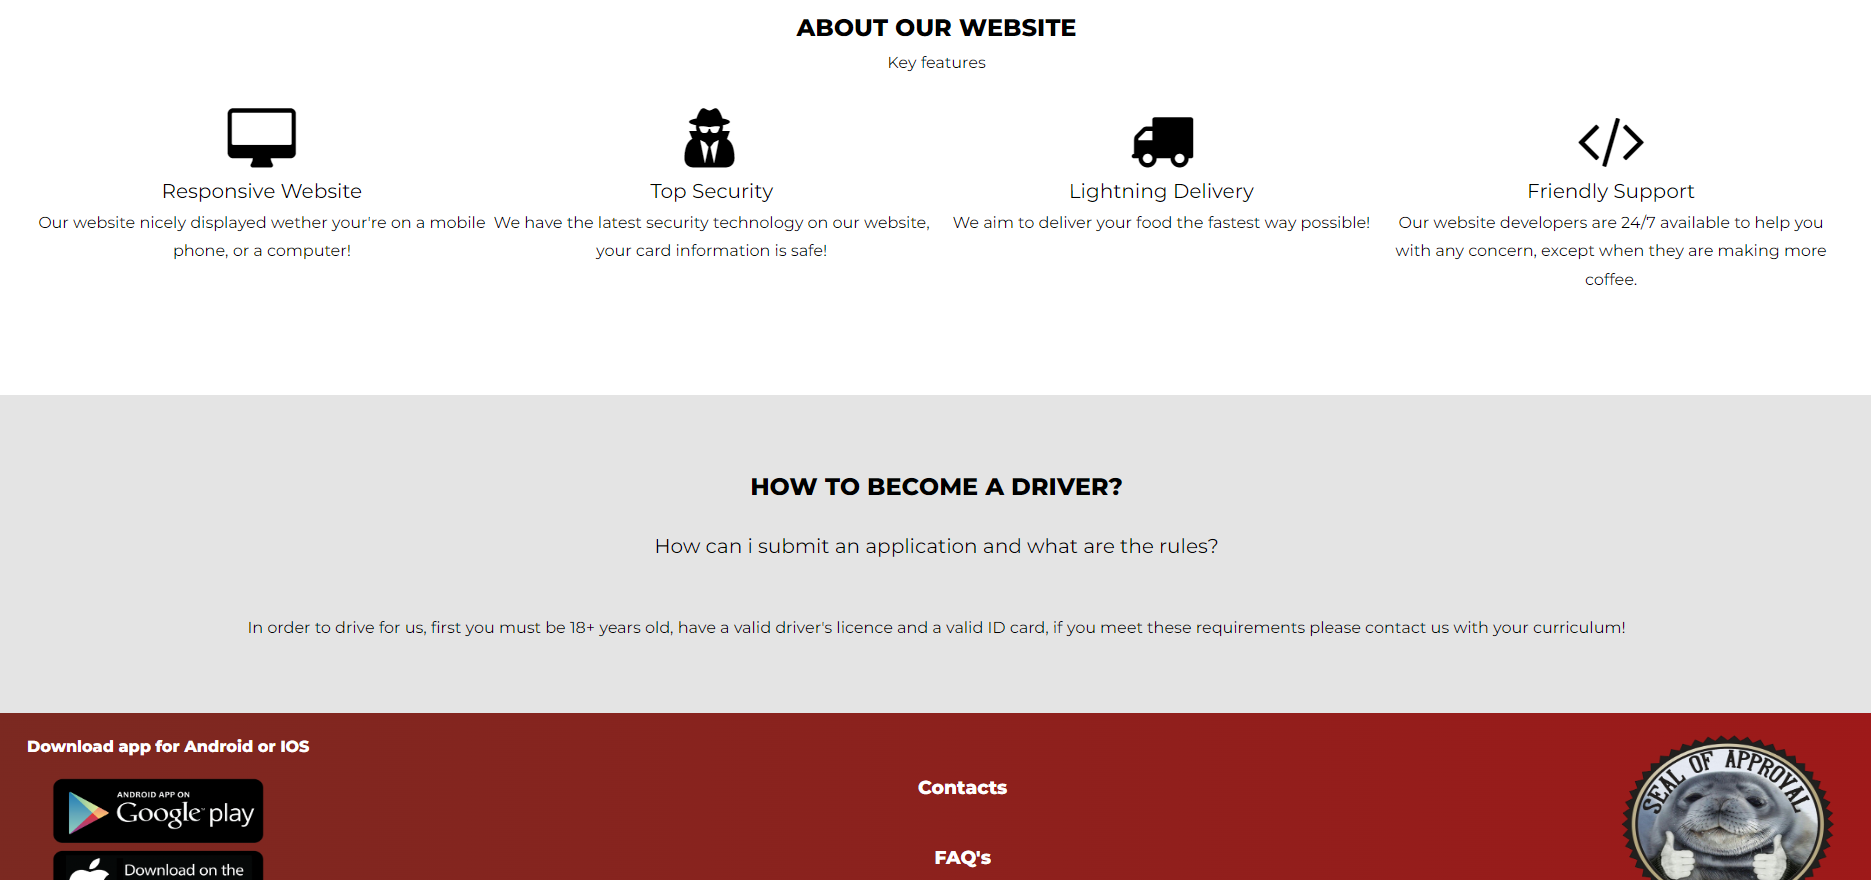 ABOUT OUR WEBSITE
Key features
Responsive Website
Our website nicely displayed wether your're on a mobile
phone, or a computer!
Top Security
We have the latest security technology on our website,
your card information is safe!
Lightning Delivery
We aim to deliver your food the fastest way possible!
Friendly Support
Our website developers are 24/7 available to help you
with any concern, except when they are making more
coffee.
HOW TO BECOME A DRIVER?
How can i submit an application and what are the rules?
In order to drive for us, first you must be 18+ years old, have a valid driver's licence and a valid ID card, if you meet these requirements please contact us with your curriculum!
Download app for Android or IOS
ANDROID APP ON
Google play
Download on the
Contacts
FAQ's
SEAL OF APPROVAL